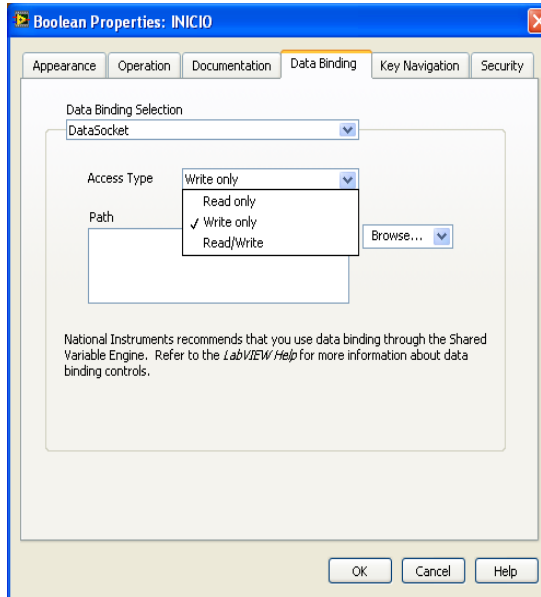 Boolean Properties: INICIO
Appearance Operation Documentation Data Binding Key Navigation Security
Data Binding Selection
DataSocket
Access Type Write only
Read only
Path
✓ Write only
Browse...
Read/Write
National Instruments recommends that you use data binding through the Shared
Variable Engine. Refer to the LabVIEW Help for more information about data
binding controls.
OK Cancel Help